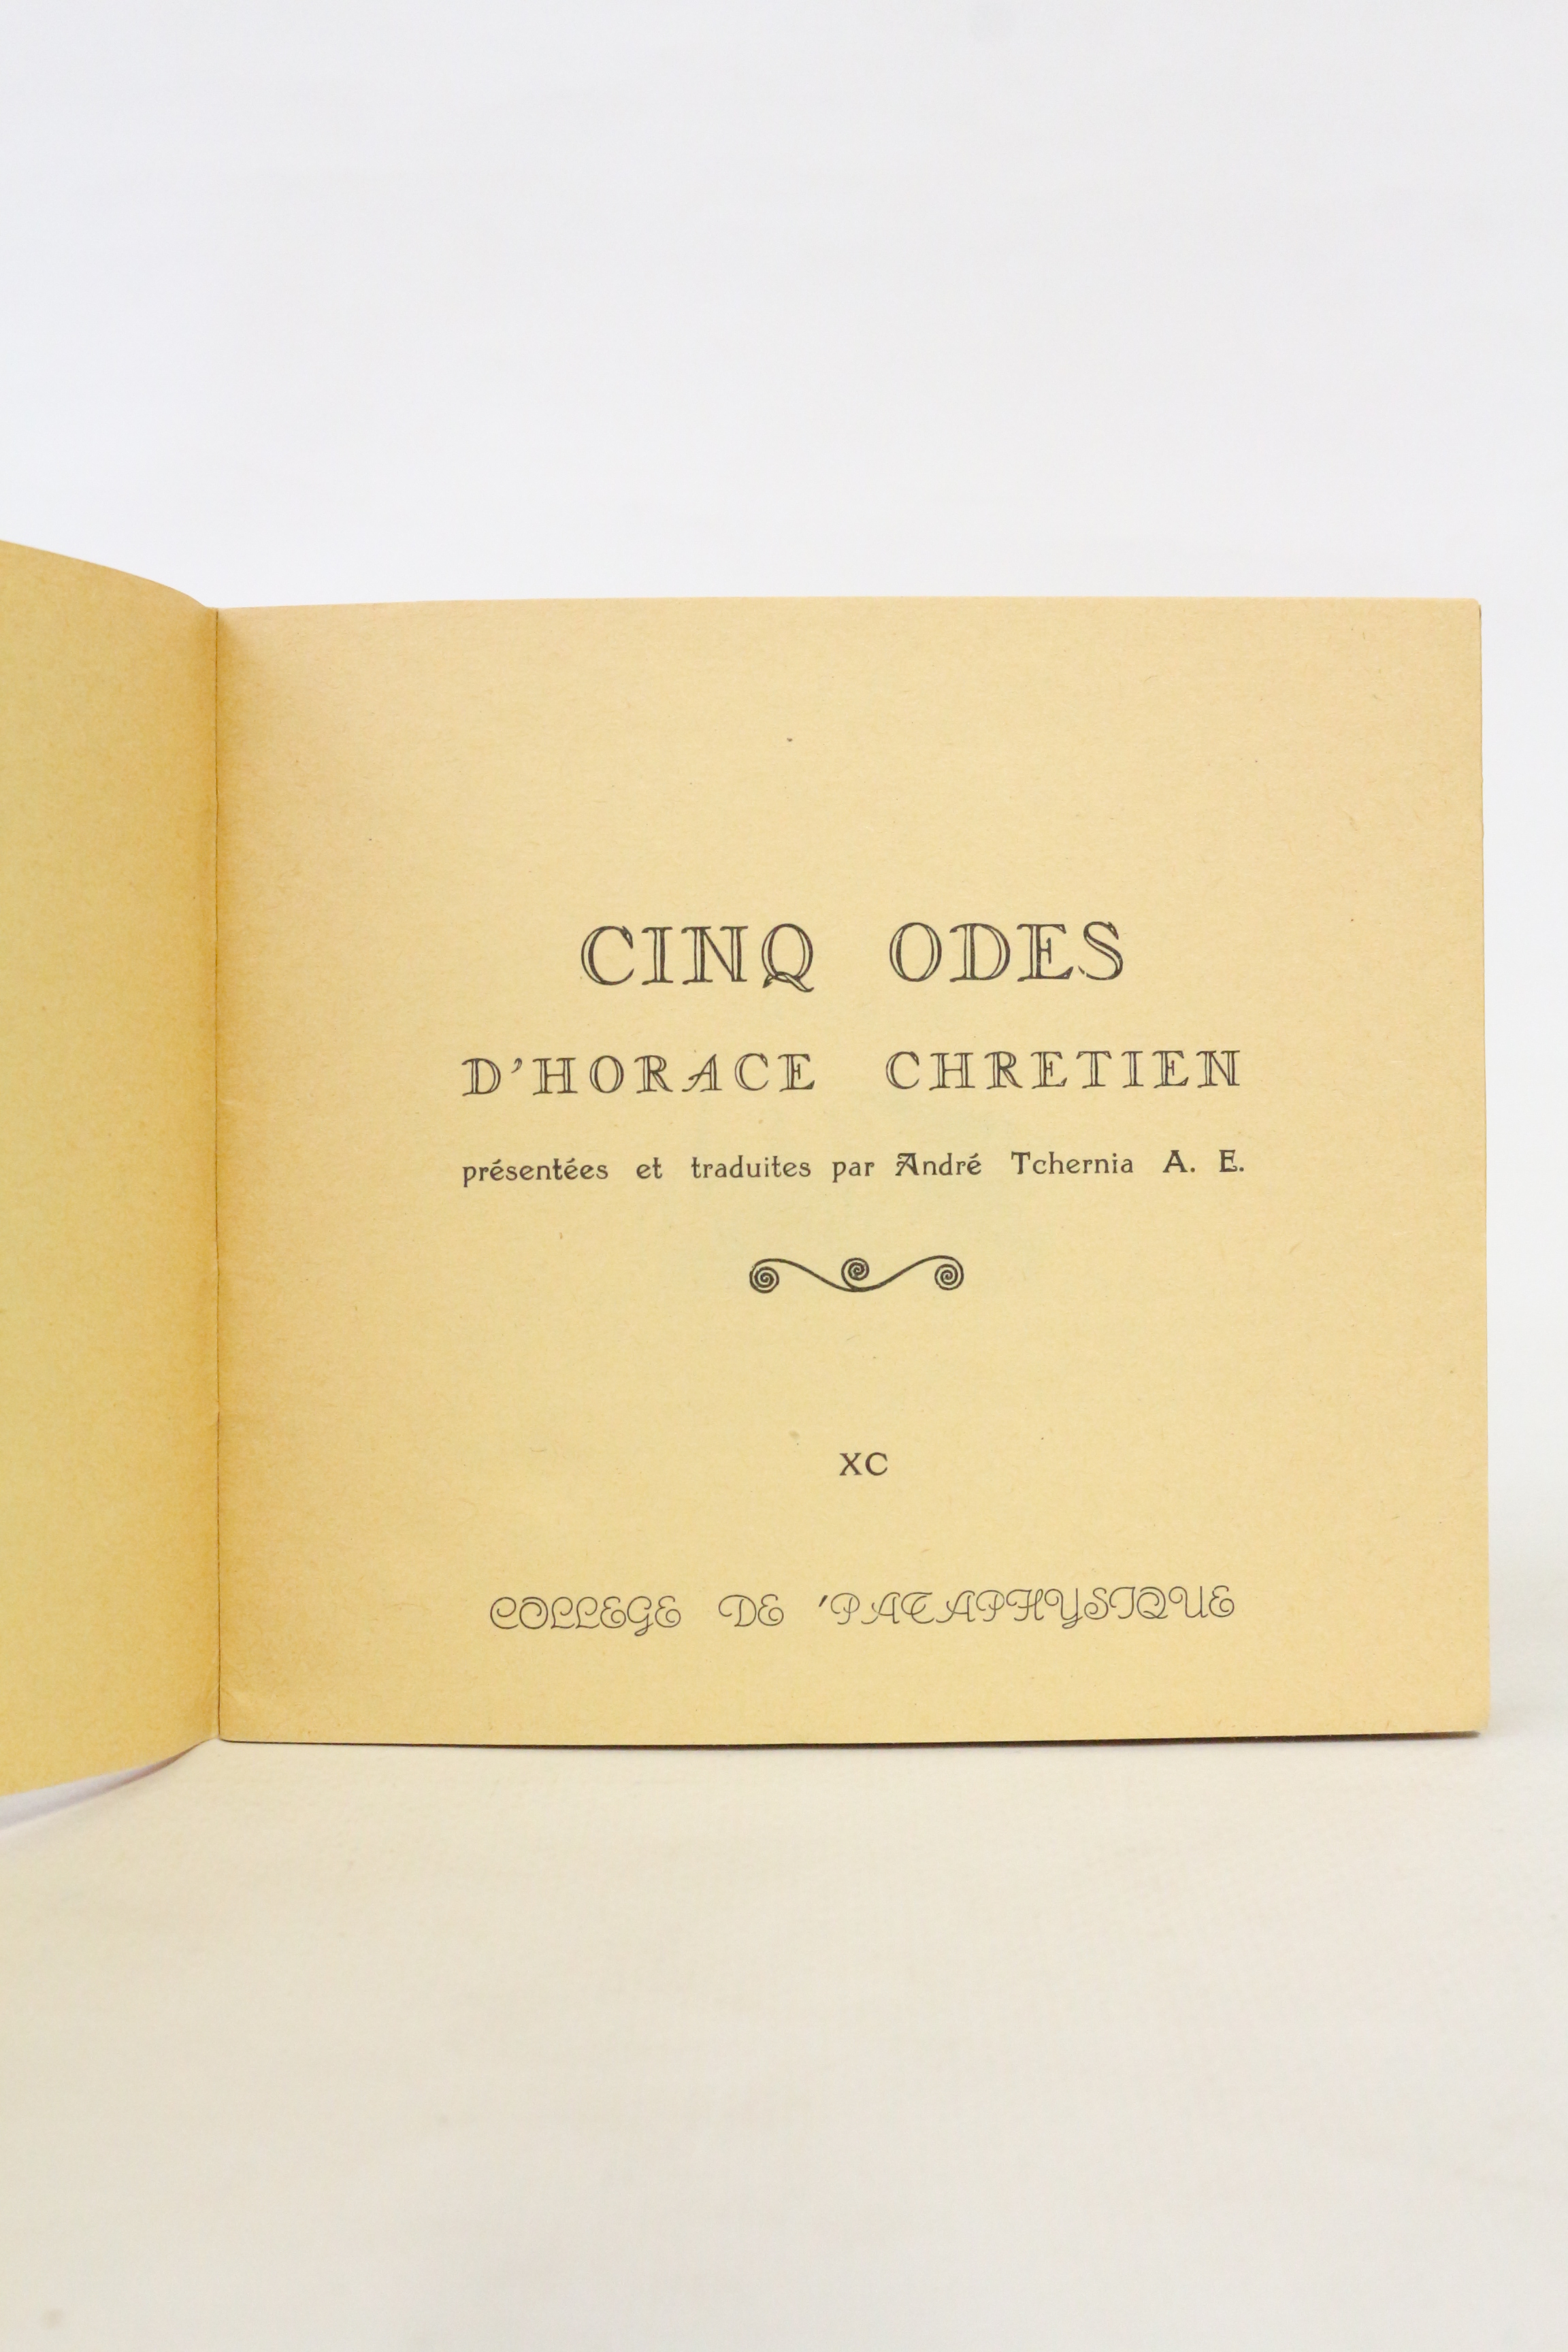 CINQ ODES
D'HORACE CHRETIEN
présentées et traduites par André Tchernia A. E.
XC
COLLEGE DE 'PATAPHYSIQUE